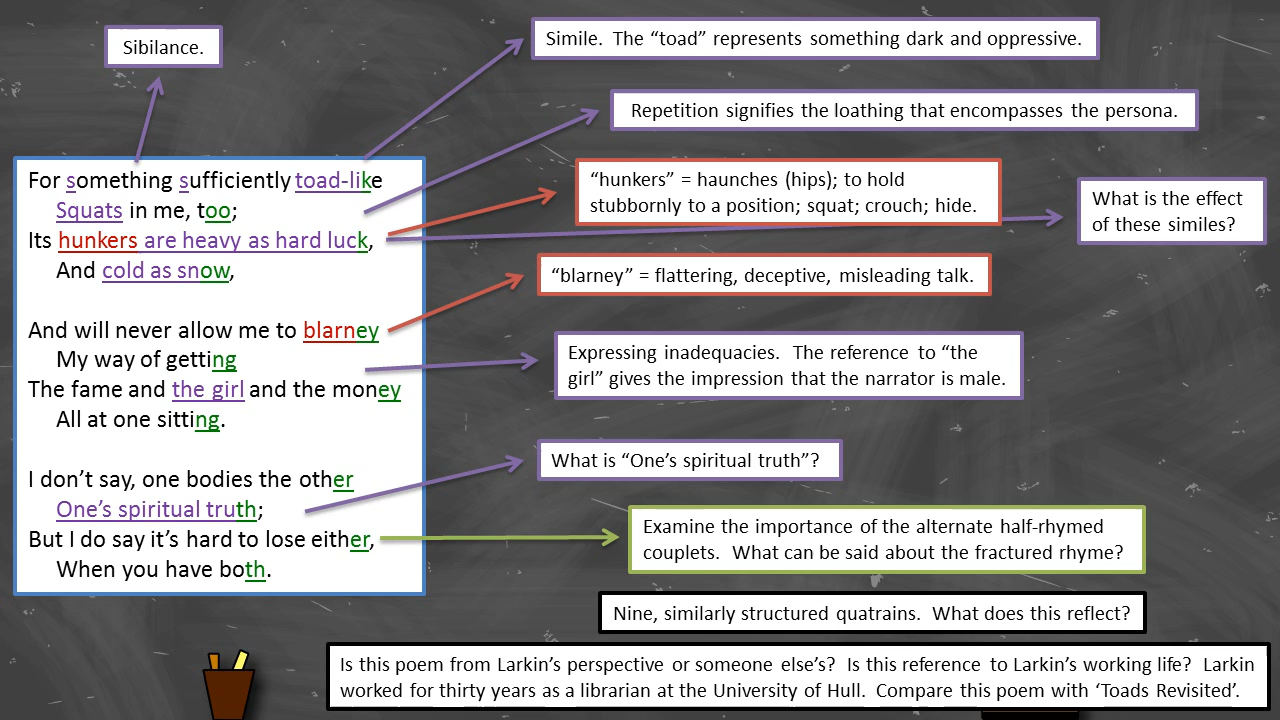 Sibilance.
Simile. The “toad” represents something dark and oppressive.
Repetition signifies the loathing that encompasses the persona.
For something sufficiently toad-like
Squats in me, too;
Its hunkers are heavy as hard luck,
And cold as snow,
And will never allow me to blarney
My way of getting
The fame and the girl and the money
All at one sitting.
I don’t say, one bodies the other
One’s spiritual truth;
But I do say it’s hard to lose either,
When you have both.
“hunkers” = haunches (hips); to hold
stubbornly to a position; squat; crouch; hide.
What is the effect
of these similes?
“blarney” = flattering, deceptive, misleading talk.
Expressing inadequacies. The reference to “the
girl” gives the impression that the narrator is male.
What is “One’s spiritual truth”?
Examine the importance of the alternate half-rhymed
couplets. What can be said about the fractured rhyme?
Nine, similarly structured quatrains. What does this reflect?
Is this poem from Larkin’s perspective or someone else’s? Is this reference to Larkin’s working life? Larkin
worked for thirty years as a librarian at the University of Hull. Compare this poem with ‘Toads Revisited’.